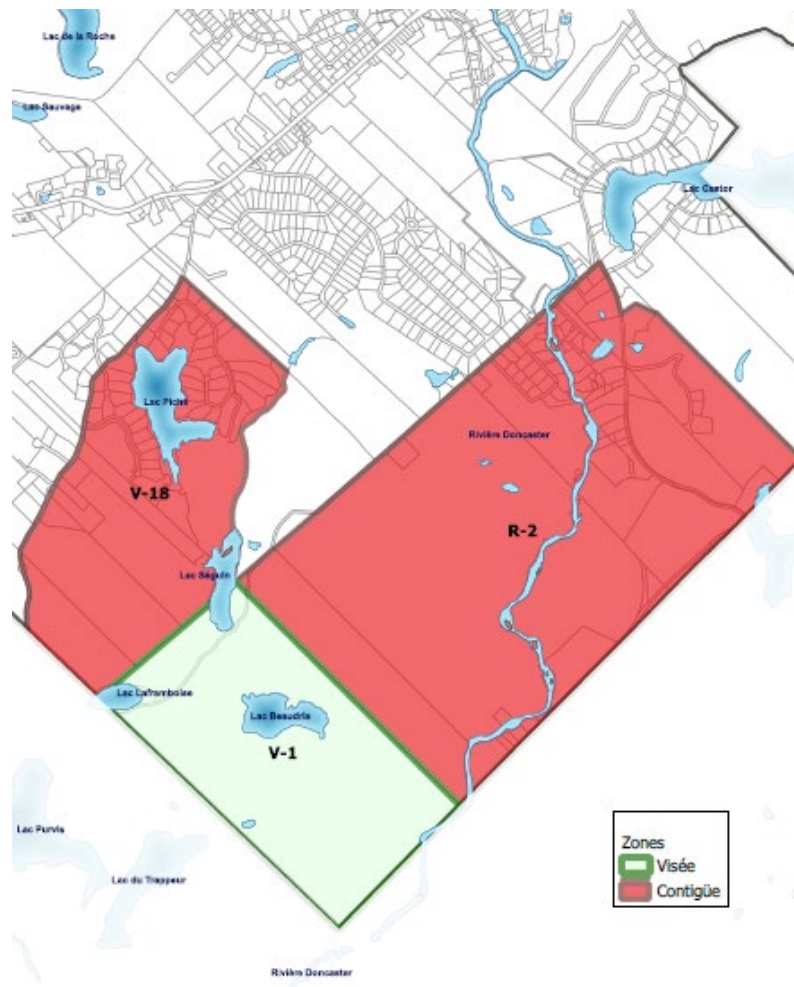 Lac de la Roche
Lac Sauvage
Lac Castor
Lac Piché
Rivière Doncaster
V-18
R-2
Lac Séguin
Lac Laframboise
Lac Beaudris
V-1
Lac Purvis
Lac du Trappeur
Rivière Doncaster
Zones
Visée
Contigüe